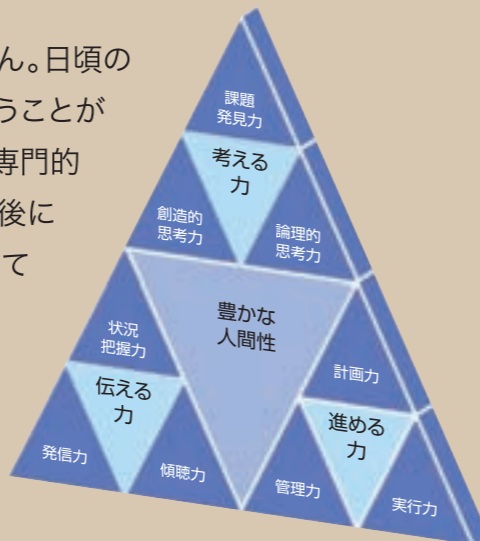 ん。日頃の
うことが
専門的
後に
て
課題
発見力
考える
力
創造的
思考力
論理的
思考力
豊かな
人間性
状況
把握力
伝える
力
発信力
傾聴力
計画力
進める
力
管理力
実行力